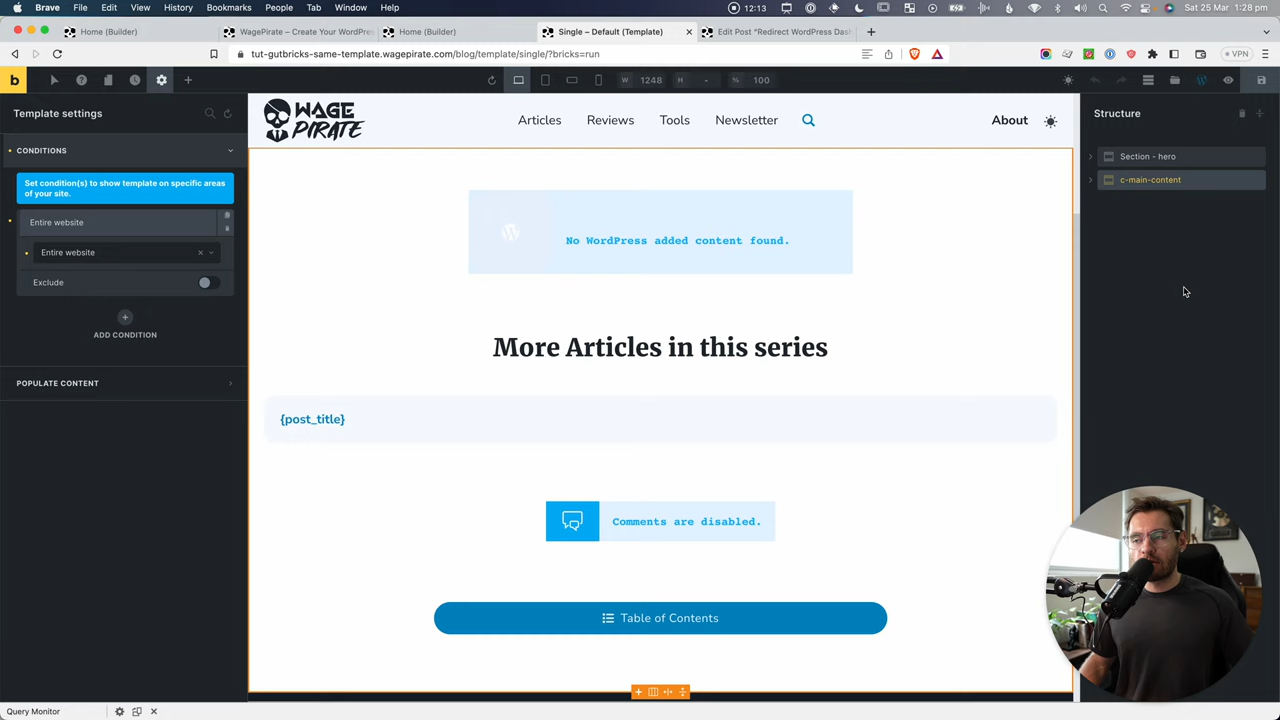 Brave File Edit View History Bookmarks People Tab Window Help 12:13 Sat 25 Mar 1:28 pm
Home (Builder) WagePirate – Create Your WordPres Home (Builder) Single – Default (Template) Edit Post “Redirect WordPress Dash
tut-gutbricks-same-template.wagepirate.com/blog/template/single/?bricks=run VPN
b W 1248 H - % 100
Template settings
CONDITIONS
Set condition(s) to show template on specific areas
of your site.
Entire website
Entire website
Exclude
ADD CONDITION
POPULATE CONTENT
WAGE
PIRATE
Articles Reviews Tools Newsletter About
No WordPress added content found.
More Articles in this series
{post_title}
Comments are disabled.
Table of Contents
Structure
Section - hero
c-main-content
Query Monitor